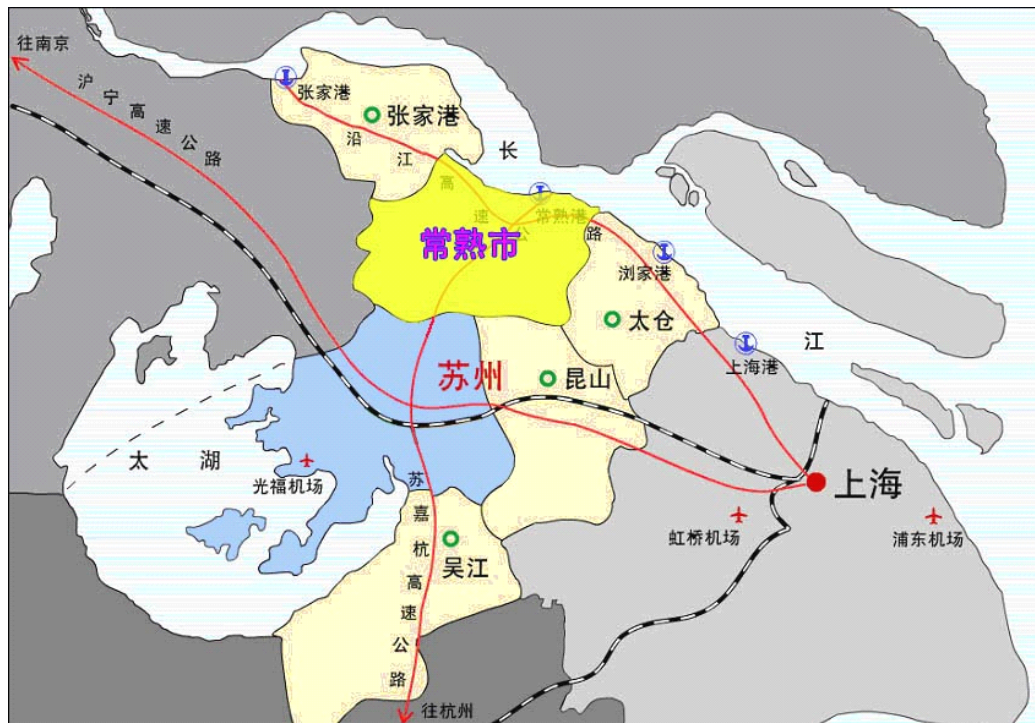 往南京
沪宁高速公路
张家港
张家港
沿江高速公路
长
常熟港
常熟市
浏家港
太仓
江
上海港
苏州
昆山
太湖
光福机场
上海
虹桥机场
浦东机场
苏嘉杭高速公路
吴江
往杭州